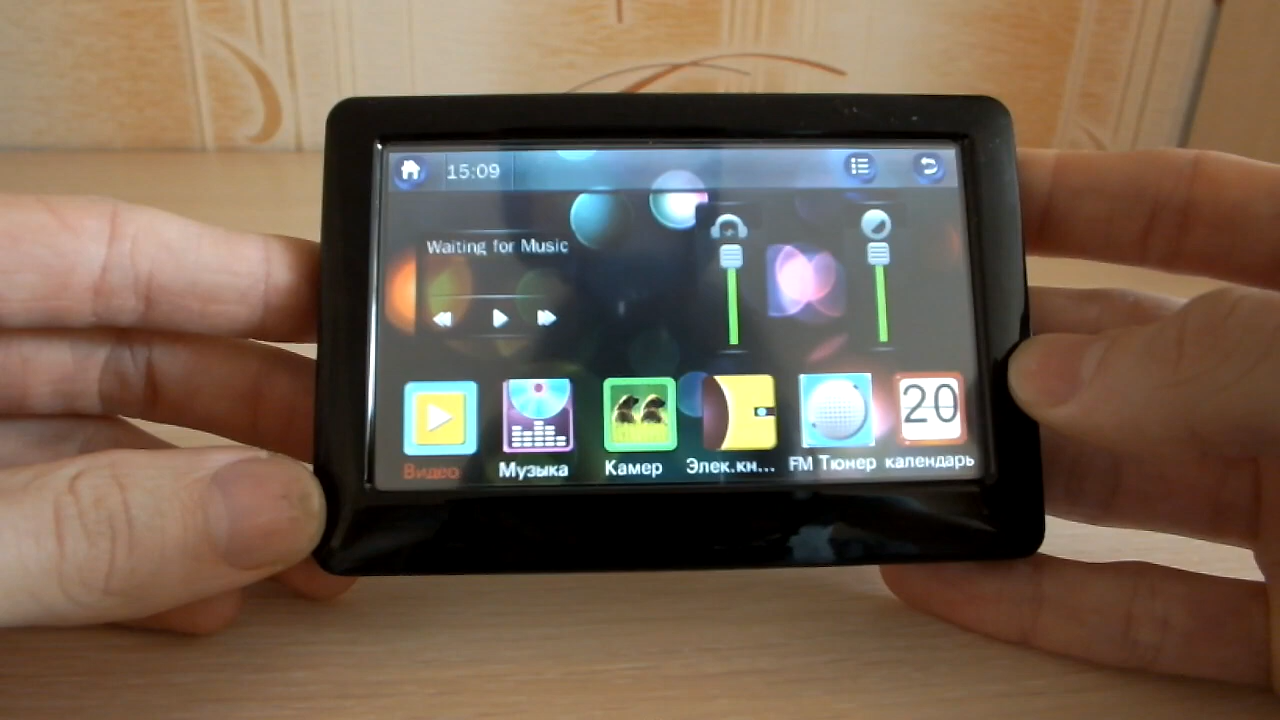 15:09
Waiting for Music
20
Видео
Музыка
Камер
Элек.кн...
FM Тюнер
календарь